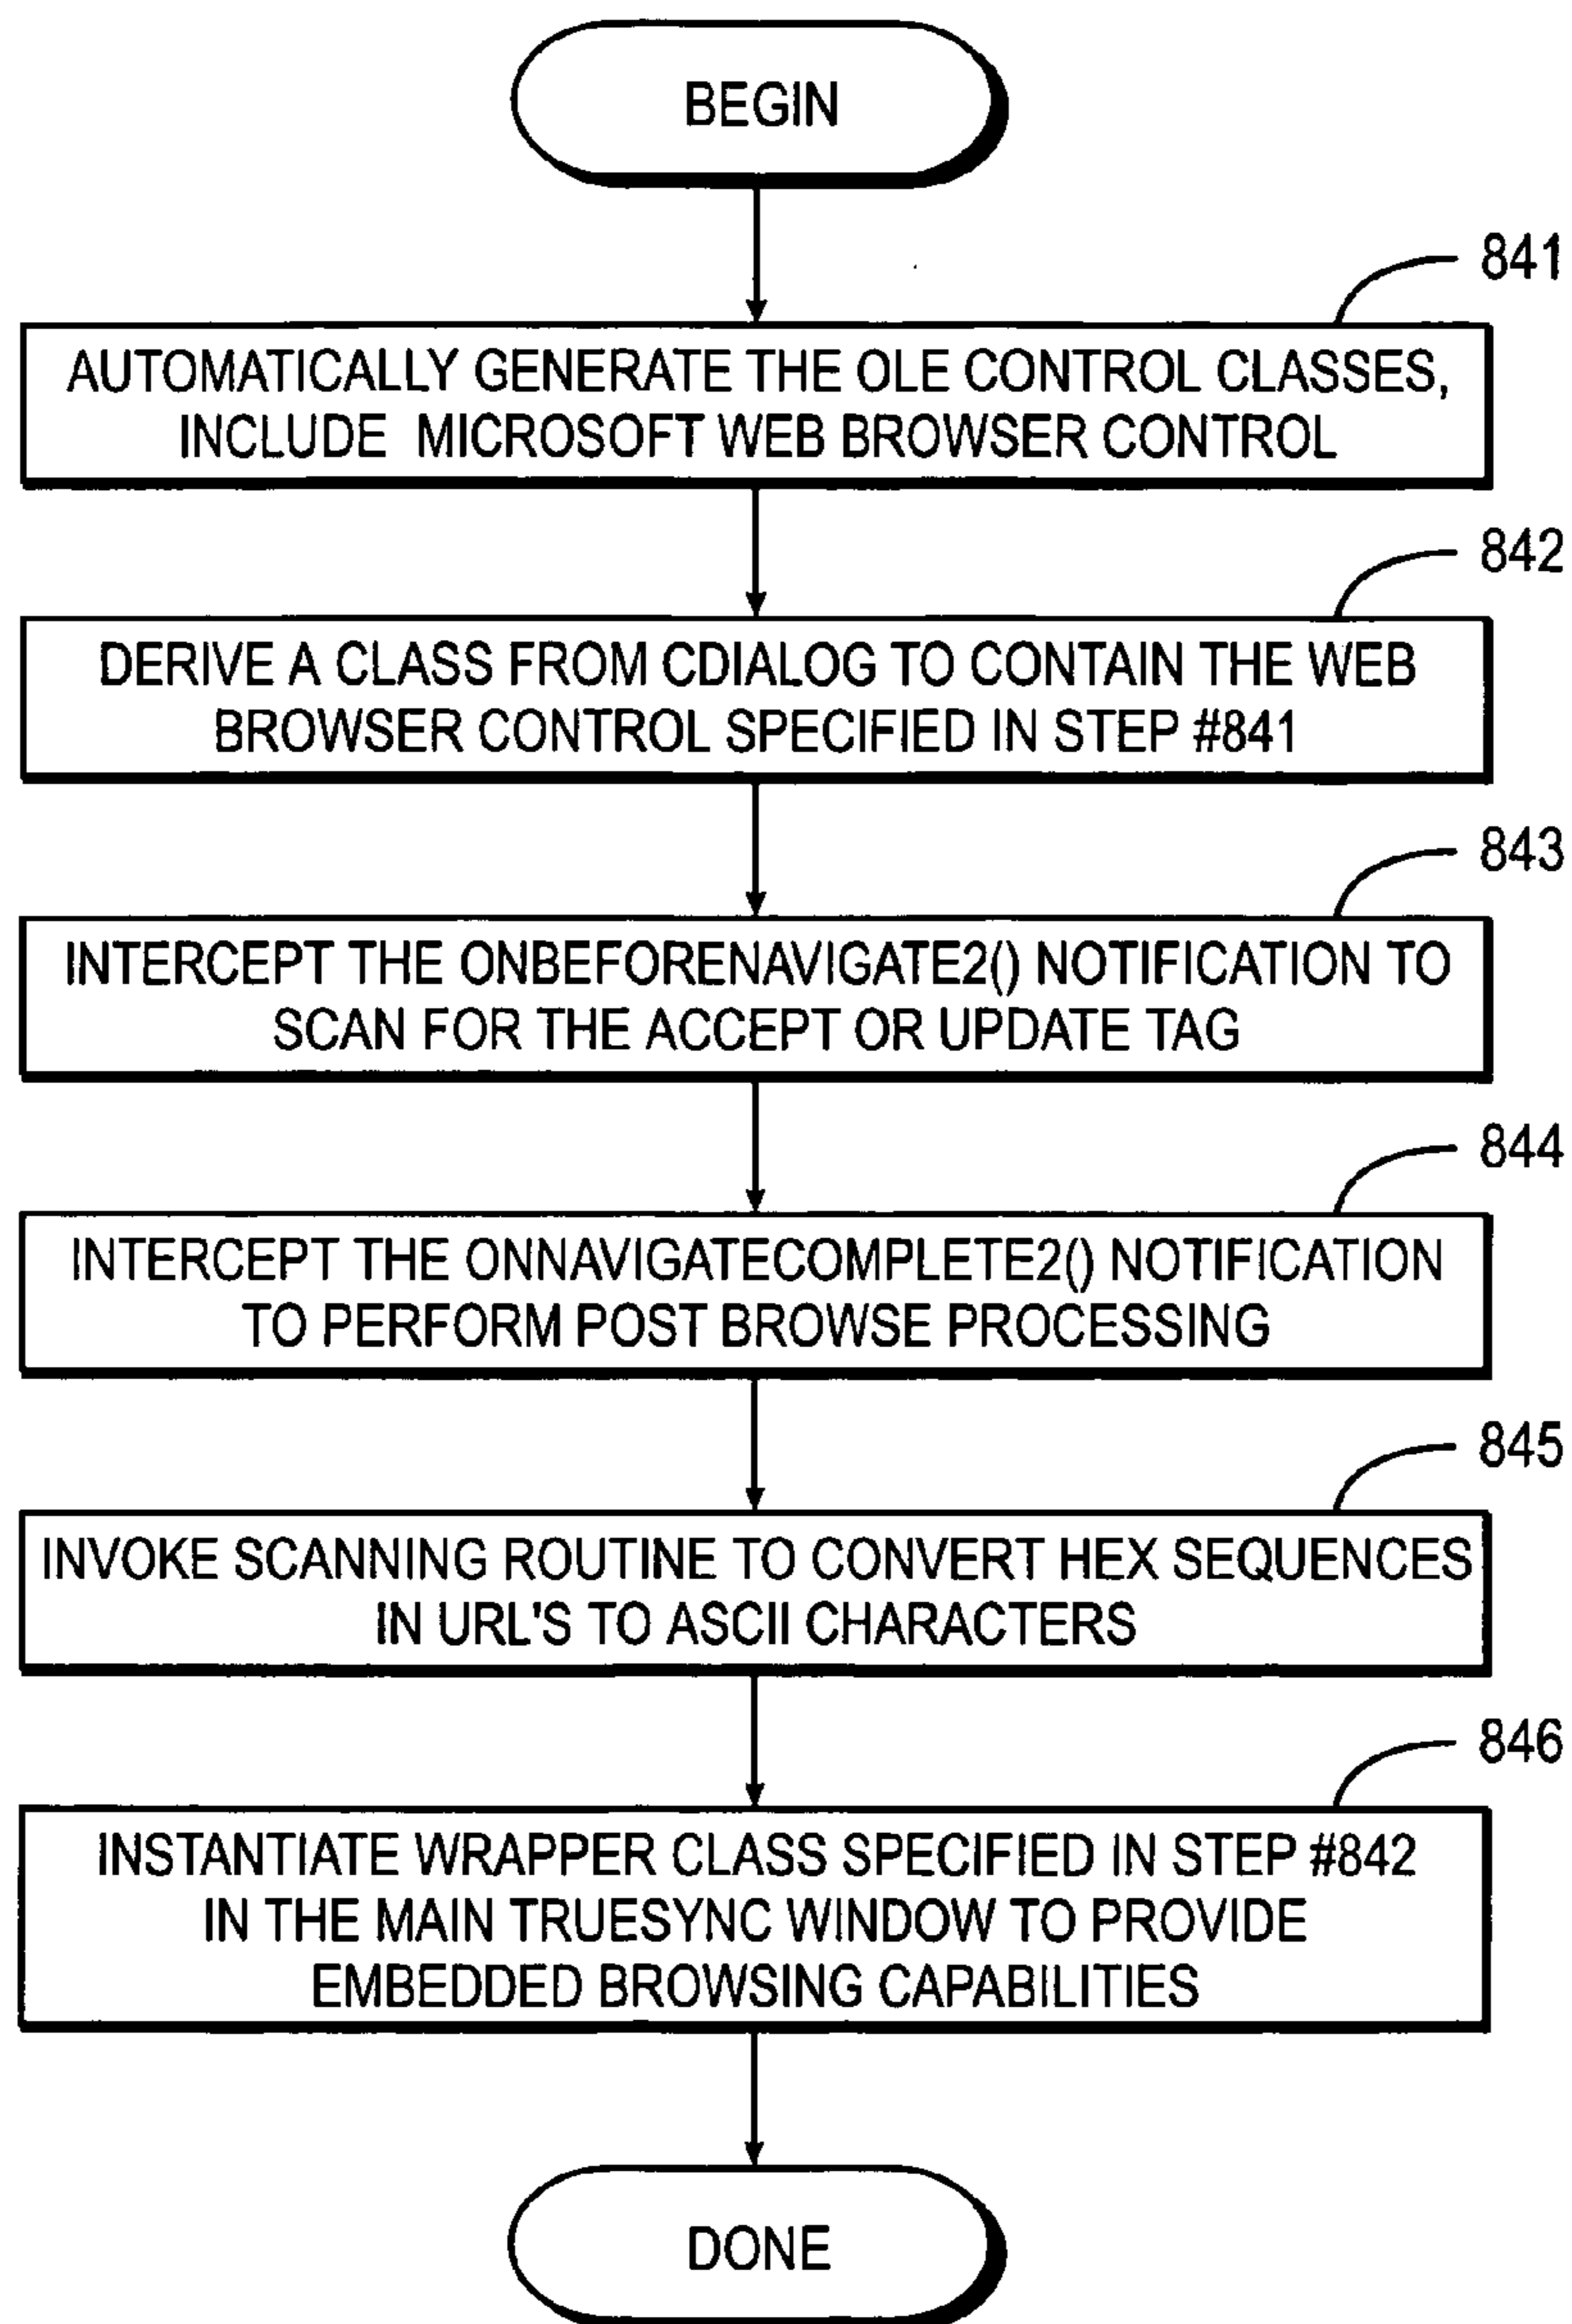 BEGIN
841
AUTOMATICALLY GENERATE THE OLE CONTROL CLASSES,
INCLUDE MICROSOFT WEB BROWSER CONTROL
842
DERIVE A CLASS FROM CDIALOG TO CONTAIN THE WEB
BROWSER CONTROL SPECIFIED IN STEP #841
843
INTERCEPT THE ONBEFORENAVIGATE2() NOTIFICATION TO
SCAN FOR THE ACCEPT OR UPDATE TAG
844
INTERCEPT THE ONNAVIGATECOMPLETE2() NOTIFICATION
TO PERFORM POST BROWSE PROCESSING
845
INVOKE SCANNING ROUTINE TO CONVERT HEX SEQUENCES
IN URL'S TO ASCII CHARACTERS
846
INSTANTIATE WRAPPER CLASS SPECIFIED IN STEP #842
IN THE MAIN TRUESYNC WINDOW TO PROVIDE
EMBEDDED BROWSING CAPABILITIES
DONE